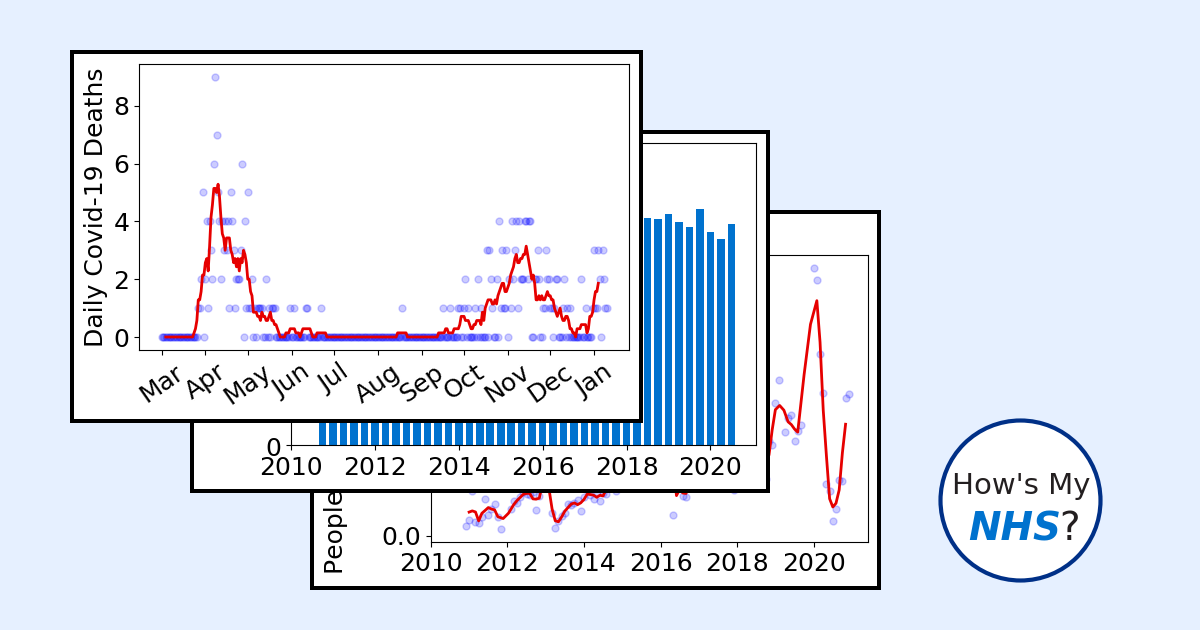 Daily Covid-19 Deaths
8
6
4
2
0
Mar Apr May Jun Jul Aug Sep Oct Nov Dec Jan
0
2010 2012 2014 2016 2018 2020
People
0.0
2010 2012 2014 2016 2018 2020
How's My
NHS?